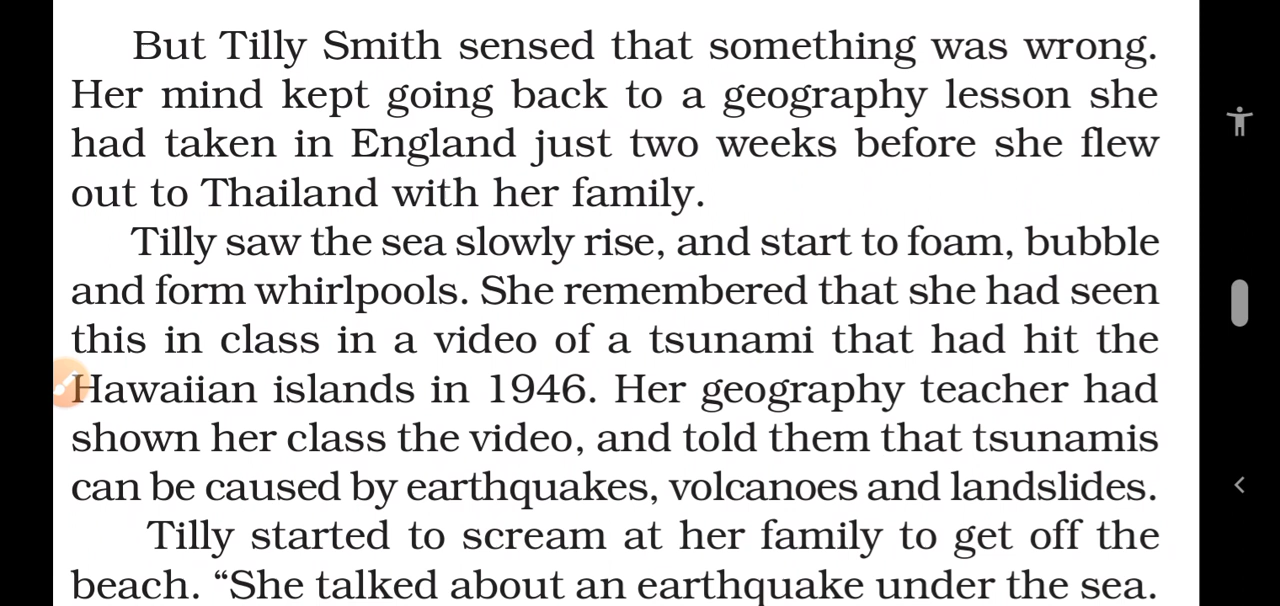 But Tilly Smith sensed that something was wrong.
Her mind kept going back to a geography lesson she
had taken in England just two weeks before she flew
out to Thailand with her family.
Tilly saw the sea slowly rise, and start to foam, bubble
and form whirlpools. She remembered that she had seen
this in class in a video of a tsunami that had hit the
Hawaiian islands in 1946. Her geography teacher had
shown her class the video, and told them that tsunamis
can be caused by earthquakes, volcanoes and landslides.
Tilly started to scream at her family to get off the
beach. “She talked about an earthquake under the sea.